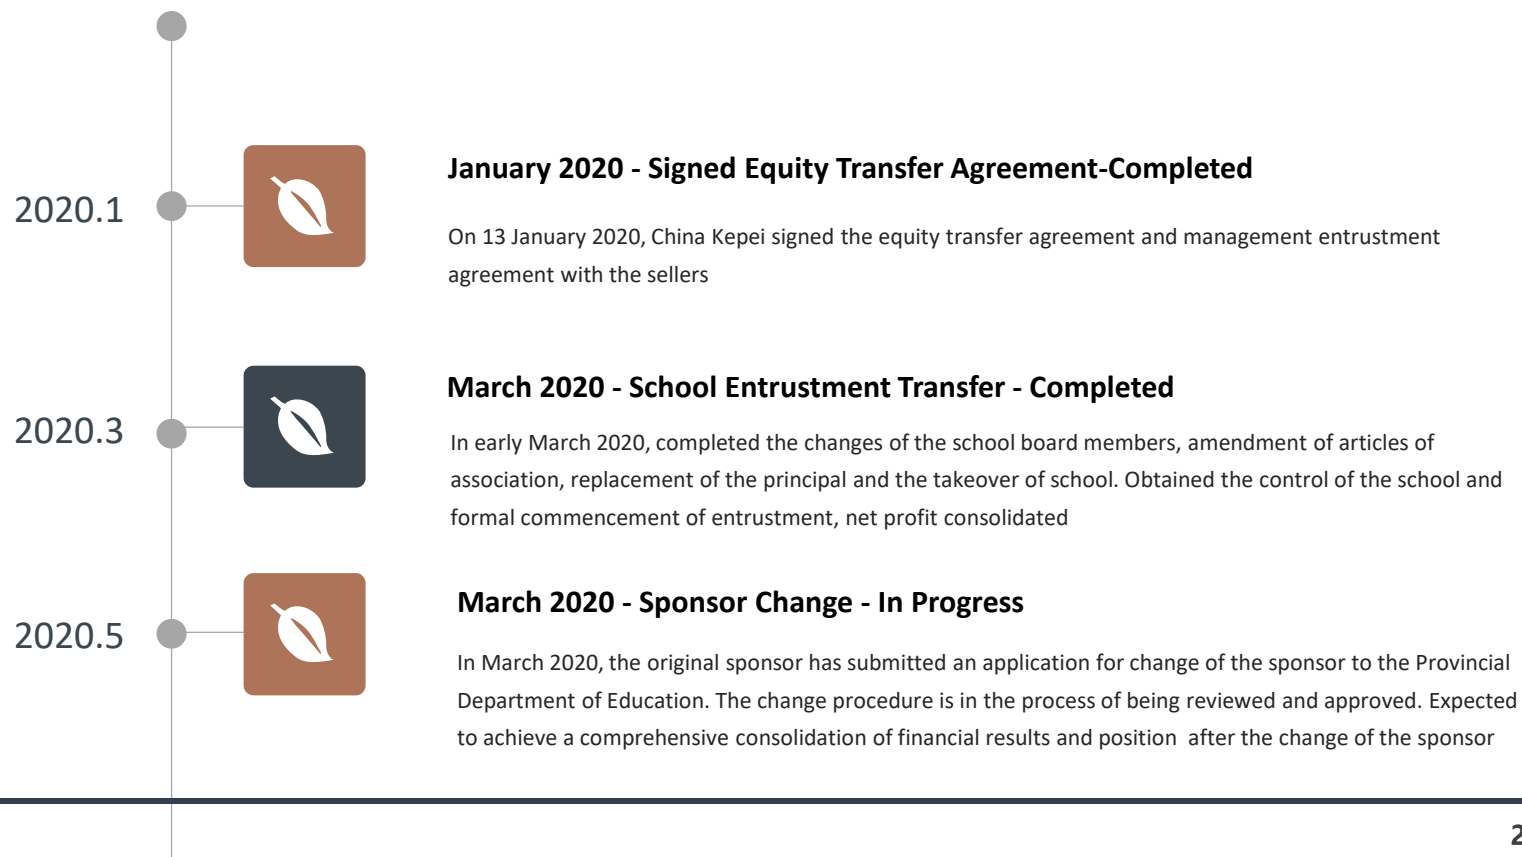 2020.1
January 2020 - Signed Equity Transfer Agreement-Completed
On 13 January 2020, China Kepei signed the equity transfer agreement and management entrustment
agreement with the sellers
2020.3
March 2020 - School Entrustment Transfer - Completed
In early March 2020, completed the changes of the school board members, amendment of articles of
association, replacement of the principal and the takeover of school. Obtained the control of the school and
formal commencement of entrustment, net profit consolidated
2020.5
March 2020 - Sponsor Change - In Progress
In March 2020, the original sponsor has submitted an application for change of the sponsor to the Provincial
Department of Education. The change procedure is in the process of being reviewed and approved. Expected
to achieve a comprehensive consolidation of financial results and position  after the change of the sponsor